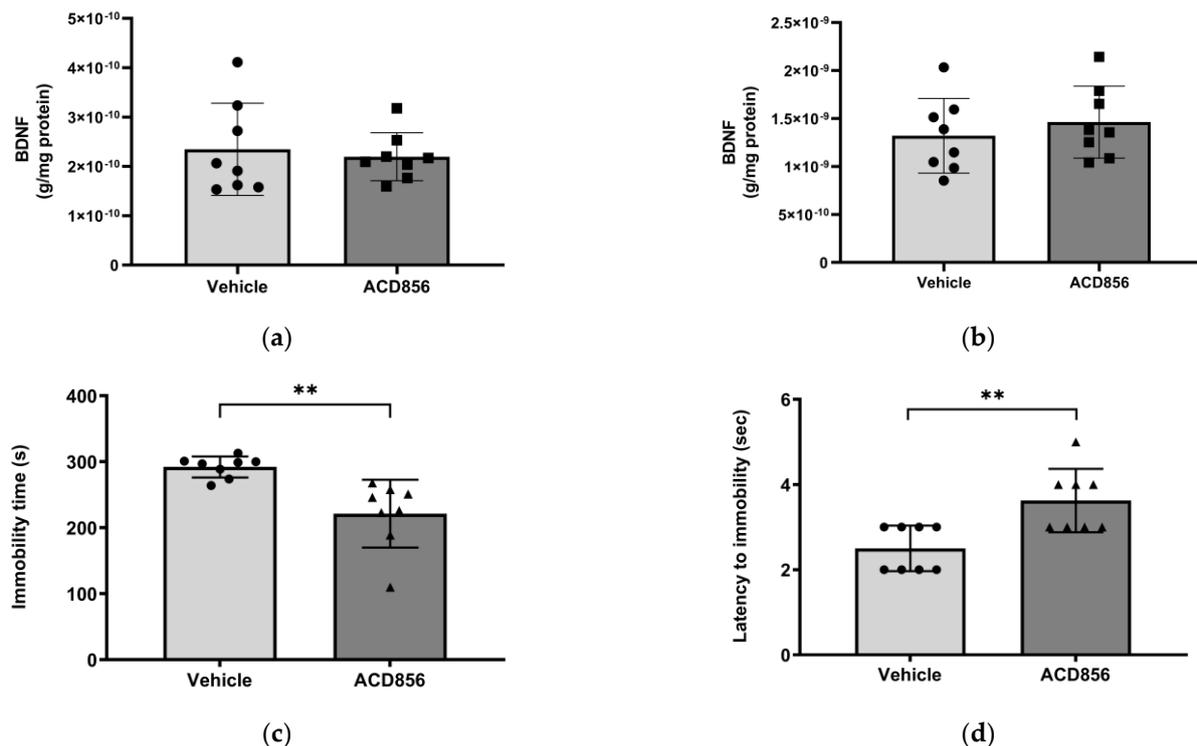 BDNF
(g/mg protein)
5×10⁻¹⁰
4×10⁻¹⁰
3×10⁻¹⁰
2×10⁻¹⁰
1×10⁻¹⁰
0
Vehicle
ACD856
(a)
BDNF
(g/mg protein)
2.5×10⁻⁹
2×10⁻⁹
1.5×10⁻⁹
1×10⁻⁹
5×10⁻¹⁰
0
Vehicle
ACD856
(b)
Immobility time (s)
400
300
200
100
0
**
Vehicle
ACD856
(c)
Latency to immobility (sec)
6
4
2
0
**
Vehicle
ACD856
(d)